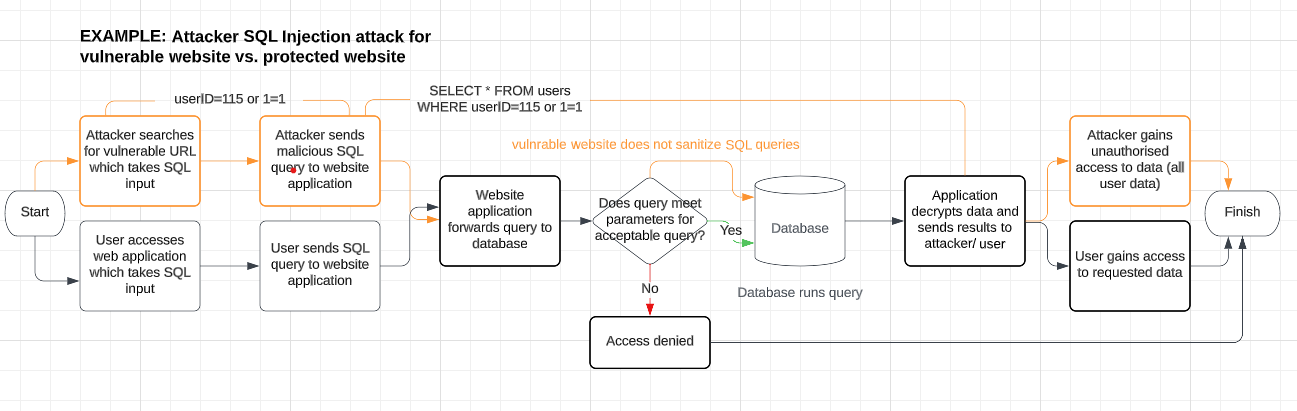 EXAMPLE: Attacker SQL Injection attack for
vulnerable website vs. protected website
userID=115 or 1=1
SELECT * FROM users
WHERE userID=115 or 1=1
Attacker searches
for vulnerable URL
which takes SQL
input
Attacker sends
malicious SQL
query to website
application
vulnrable website does not sanitize SQL queries
Attacker gains
unauthorised
access to data (all
user data)
Start
User accesses
web application
which takes SQL
input
User sends SQL
query to website
application
Website
application
forwards query to
database
Does query meet
parameters for
acceptable query?
Yes
No
Access denied
Database
Database runs query
Application
decrypts data and
sends results to
attacker/ user
User gains access
to requested data
Finish